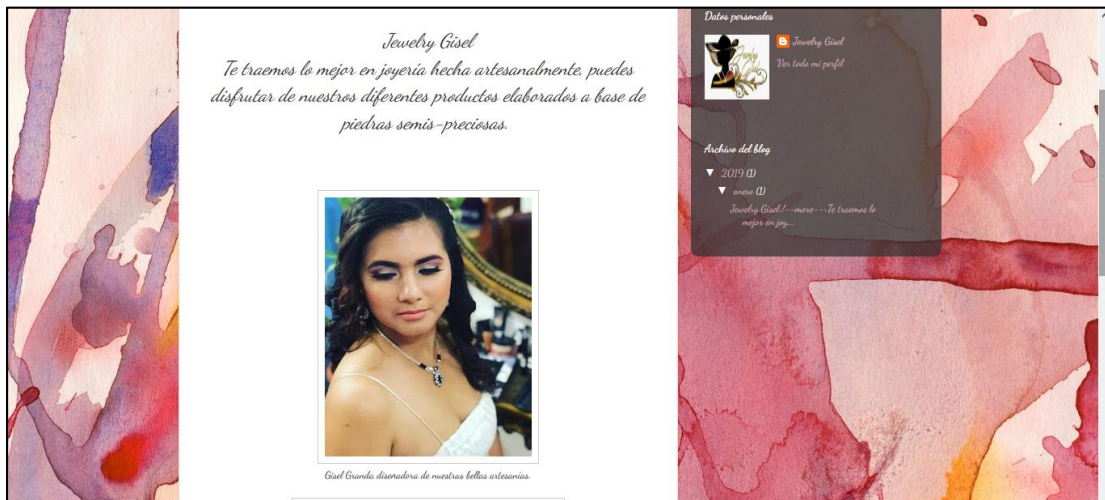 Jewelry Gisel
Te traemos lo mejor en joyería hecha artesanalmente, puedes
disfrutar de nuestros diferentes productos elaborados a base de
piedras semis-preciosas.
Gisel Granda disenadora de nuestras bellas artesanías.
Datos personales
Jewelry Gisel
Ver todo mi perfil
Archivo del blog
▼ 2019 (1)
▼ enero (1)
Jewelry Gisel!--more---Te traemos lo
mejor en joy...